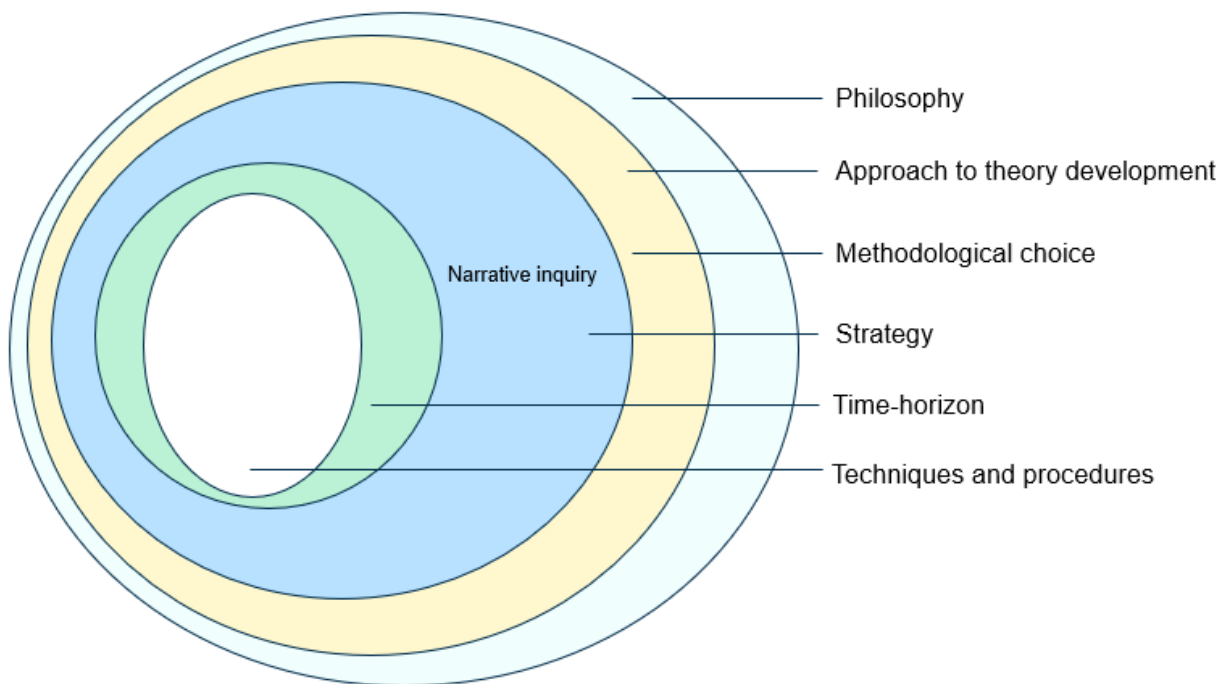 Philosophy
Approach to theory development
Methodological choice
Narrative inquiry
Strategy
Time-horizon
Techniques and procedures